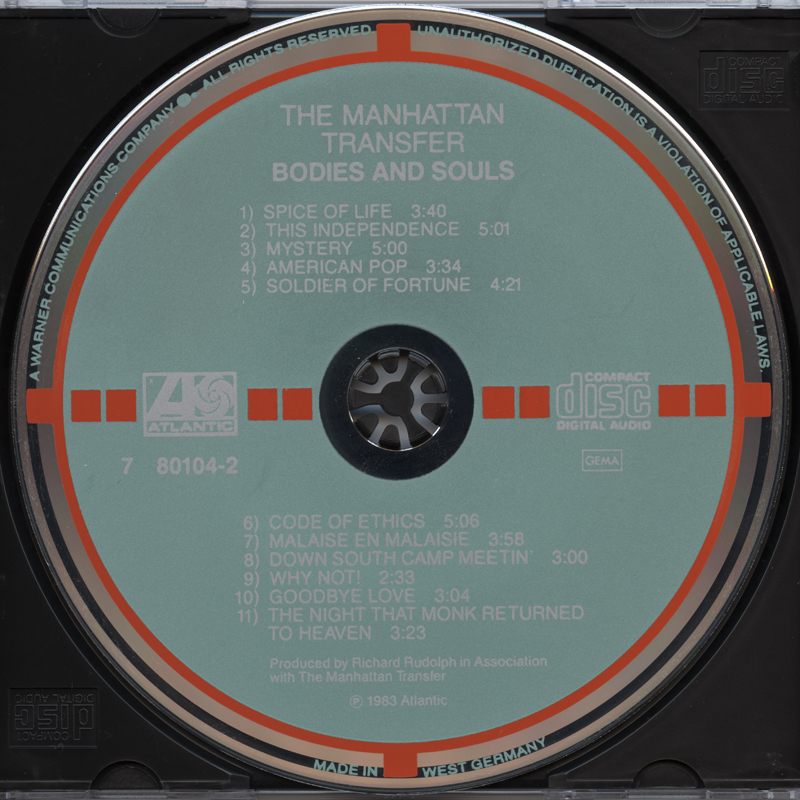 A WARNER COMMUNICATIONS COMPANY ALL RIGHTS RESERVED
UNAUTHORIZED DUPLICATION IS A VIOLATION OF APPLICABLE LAWS
COMPACT
disc
DIGITAL AUDIO
THE MANHATTAN
TRANSFER
BODIES AND SOULS
1) SPICE OF LIFE 3:40
2) THIS INDEPENDENCE 5:01
3) MYSTERY 5:00
4) AMERICAN POP 3:34
5) SOLDIER OF FORTUNE 4:21
ATLANTIC
COMPACT
disc
DIGITAL AUDIO
7 80104-2
GEMA
6) CODE OF ETHICS 5:06
7) MALAISE EN MALAISIE 3:58
8) DOWN SOUTH CAMP MEETIN' 3:00
9) WHY NOT! 2:33
10) GOODBYE LOVE 3:04
11) THE NIGHT THAT MONK RETURNED
TO HEAVEN 3:23
Produced by Richard Rudolph in Association
with The Manhattan Transfer
℗ 1983 Atlantic
COMPACT
disc
DIGITAL AUDIO
MADE IN WEST GERMANY